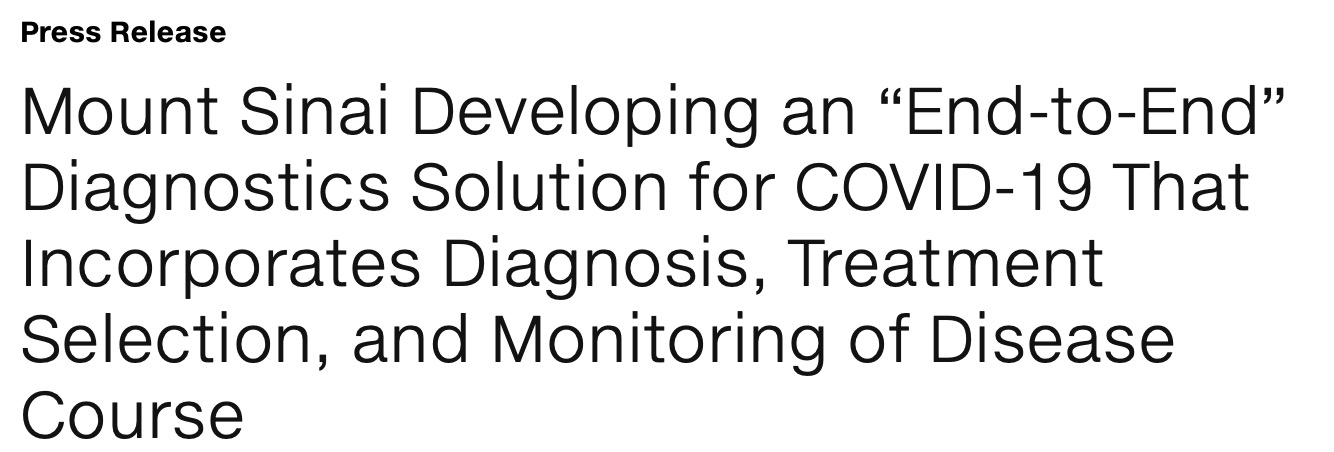 Press Release
Mount Sinai Developing an “End-to-End”
Diagnostics Solution for COVID-19 That
Incorporates Diagnosis, Treatment
Selection, and Monitoring of Disease
Course